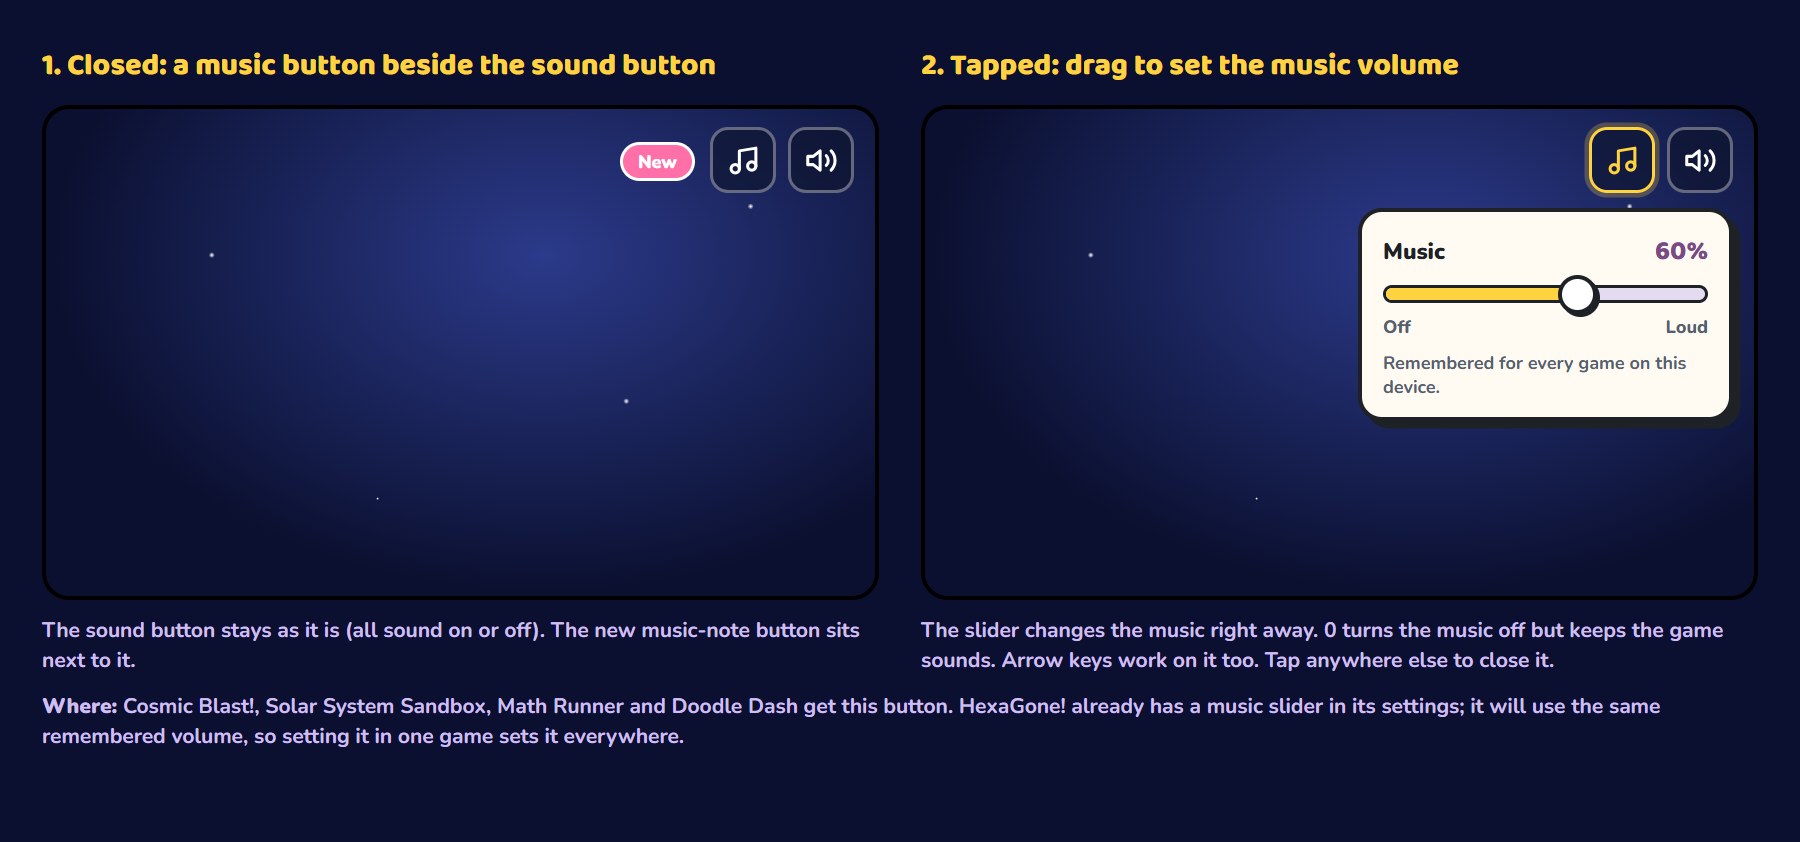 1. Closed: a music button beside the sound button
New
The sound button stays as it is (all sound on or off). The new music-note button sits
next to it.
2. Tapped: drag to set the music volume
Music 60%
Off Loud
Remembered for every game on this
device.
The slider changes the music right away. 0 turns the music off but keeps the game
sounds. Arrow keys work on it too. Tap anywhere else to close it.
Where: Cosmic Blast!, Solar System Sandbox, Math Runner and Doodle Dash get this button. HexaGone! already has a music slider in its settings; it will use the same
remembered volume, so setting it in one game sets it everywhere.